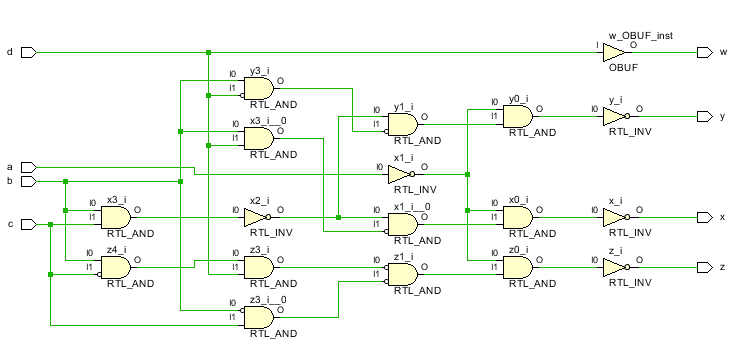 w_OBUF_inst
d I O w
OBUF
y3_i
I0 O
I1
RTL_AND
y1_i
I0 O
I1
RTL_AND
y0_i
I0 O
I1
RTL_AND
y_i
I0 O y
RTL_INV
x3_i__0
I0 O
I1
RTL_AND
a
b
x1_i
I0 O
RTL_INV
c
x3_i
I0 O
I1
RTL_AND
x2_i
I0 O
RTL_INV
x1_i__0
I0 O
I1
RTL_AND
x0_i
I0 O
I1
RTL_AND
x_i
I0 O x
RTL_INV
z4_i
I0 O
I1
RTL_AND
z3_i
I0 O
I1
RTL_AND
z1_i
I0 O
I1
RTL_AND
z0_i
I0 O
I1
RTL_AND
z_i
I0 O z
RTL_INV
z3_i__0
I0 O
I1
RTL_AND